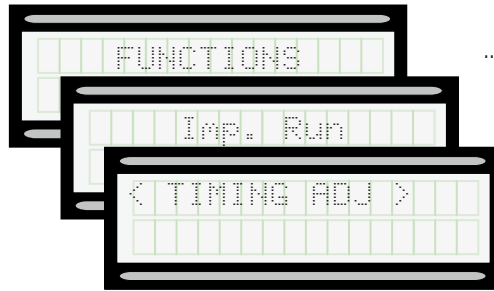 FUNCTIONS
Imp. Run
< TIMING ADJ >